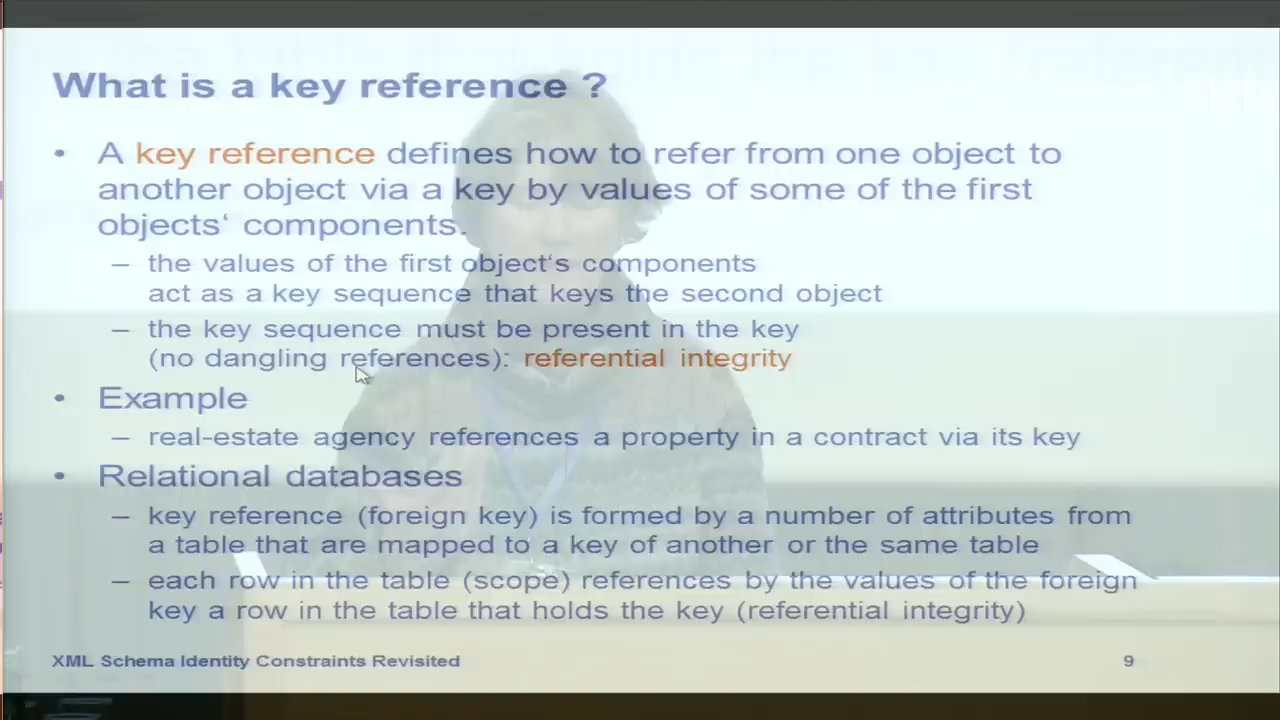 What is a key reference ?
• A key reference defines how to refer from one object to
another object via a key by values of some of the first
objects‘ components.
– the values of the first object‘s components
act as a key sequence that keys the second object
– the key sequence must be present in the key
(no dangling references): referential integrity
• Example
– real-estate agency references a property in a contract via its key
• Relational databases
– key reference (foreign key) is formed by a number of attributes from
a table that are mapped to a key of another or the same table
– each row in the table (scope) references by the values of the foreign
key a row in the table that holds the key (referential integrity)
XML Schema Identity Constraints Revisited
9